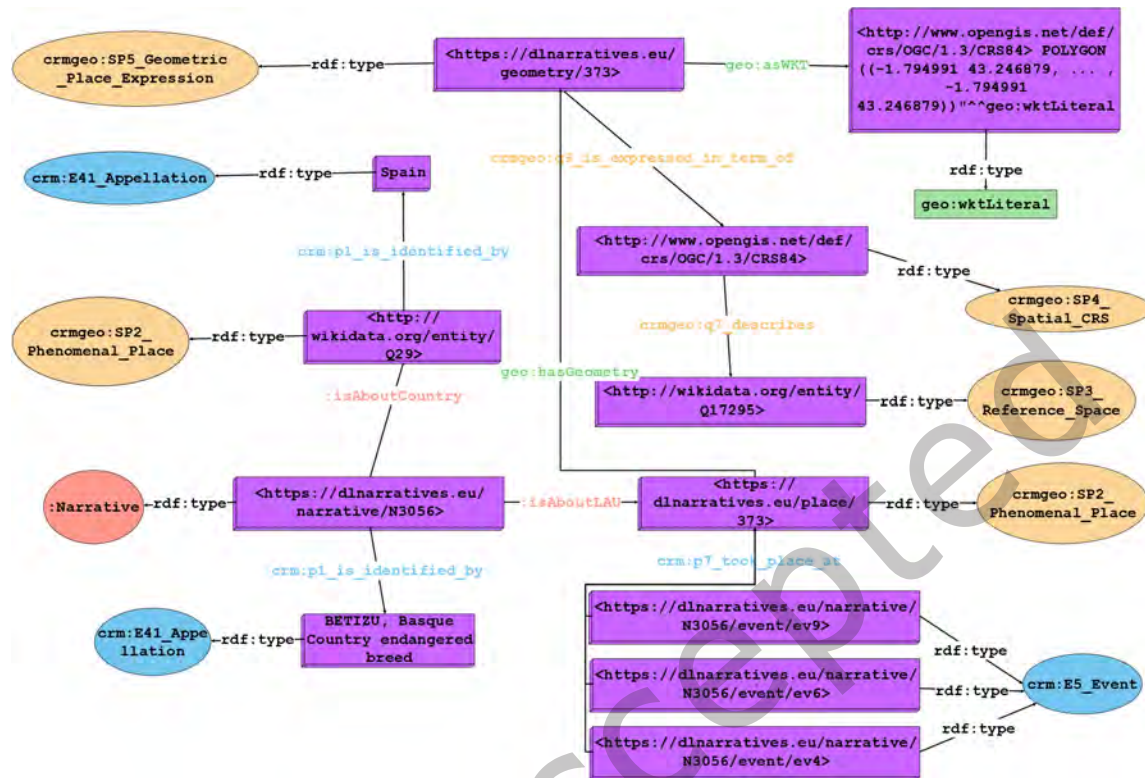 crmgeo:SP5_Geometric
_Place_Expression
rdf:type
<https://dlnarratives.eu/
geometry/373>
geo:asWKT
<http://www.opengis.net/def/
crs/OGC/1.3/CRS84> POLYGON
((-1.794991 43.246879, ... ,
-1.794991
43.246879))"^^geo:wktLiteral
rdf:type
geo:wktLiteral
crmgeo:q9_is_expressed_in_term_of
crm:E41_Appellation
rdf:type
Spain
crm:p1_is_identified_by
<http://www.opengis.net/def/
crs/OGC/1.3/CRS84>
rdf:type
crmgeo:SP4_
Spatial_CRS
crmgeo:SP2_
Phenomenal_Place
rdf:type
<http://
wikidata.org/entity/
Q29>
crmgeo:q7_describes
geo:hasGeometry
:isAboutCountry
<http://wikidata.org/entity/
Q17295>
rdf:type
crmgeo:SP3_
Reference_Space
:Narrative
rdf:type
<https://dlnarratives.eu/
narrative/N3056>
:isAboutLAU
<https://
dlnarratives.eu/place/
373>
rdf:type
crmgeo:SP2_
Phenomenal_Place
crm:p1_is_identified_by
crm:p7_took_place_at
crm:E41_Appe
llation
rdf:type
BETIZU, Basque
Country endangered
breed
<https://dlnarratives.eu/narrative/
N3056/event/ev9>
rdf:type
<https://dlnarratives.eu/narrative/
N3056/event/ev6>
rdf:type
crm:E5_Event
<https://dlnarratives.eu/narrative/
N3056/event/ev4>
rdf:type
ccepted